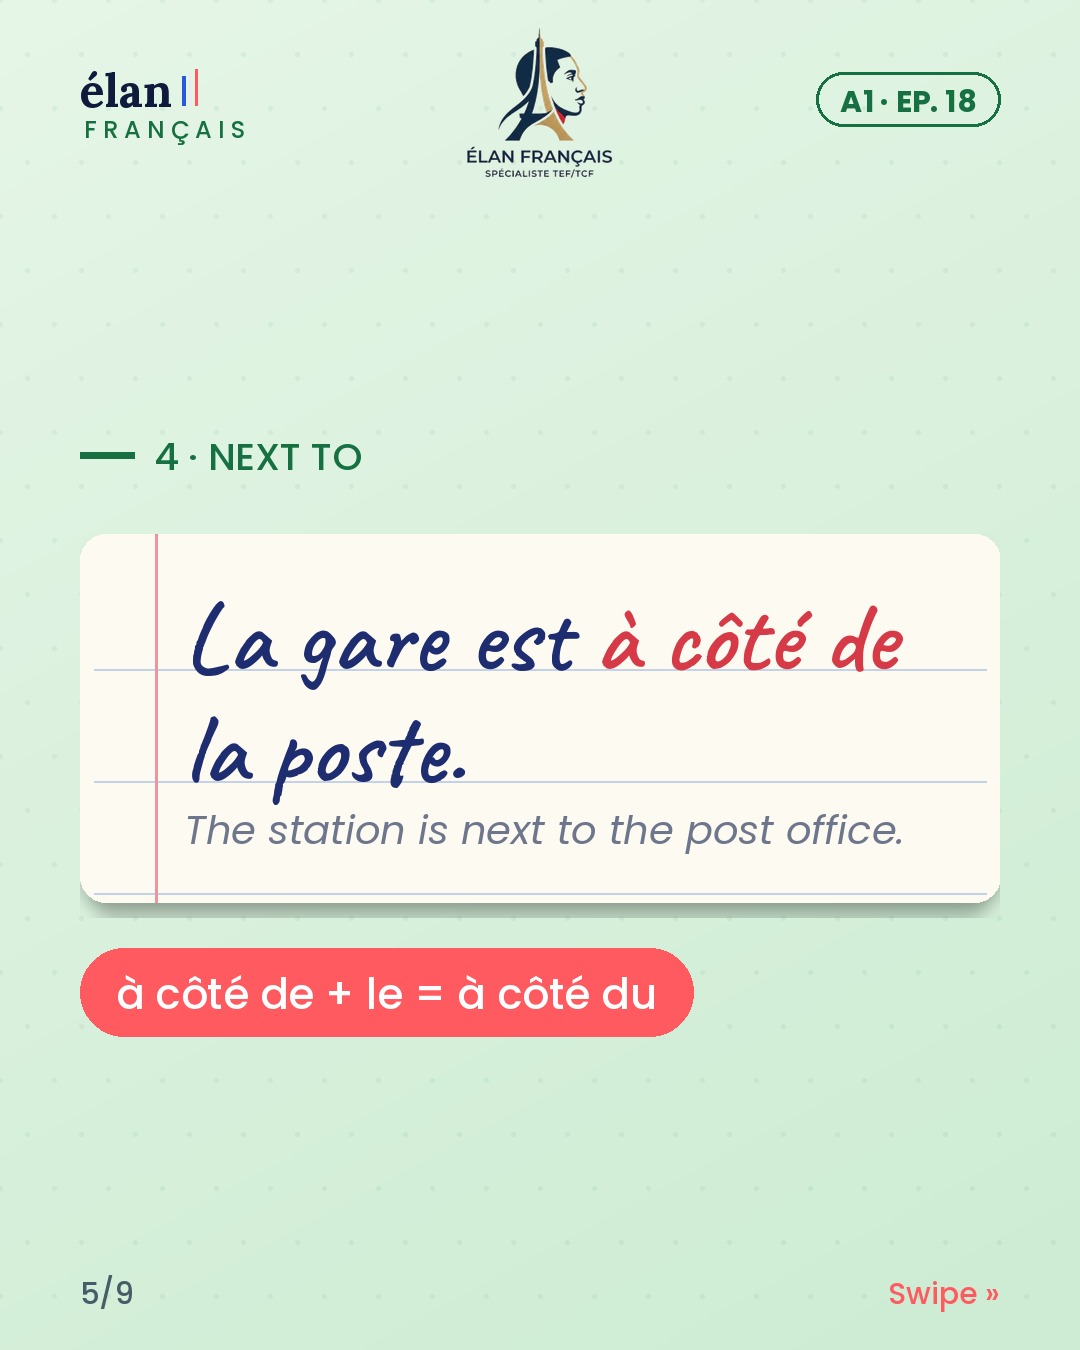 élan
FRANÇAIS
ÉLAN FRANÇAIS
SPÉCIALISTE TEF/TCF
A1 · EP. 18
4 · NEXT TO
La gare est à côté de
la poste.
The station is next to the post office.
à côté de + le = à côté du
5/9
Swipe »